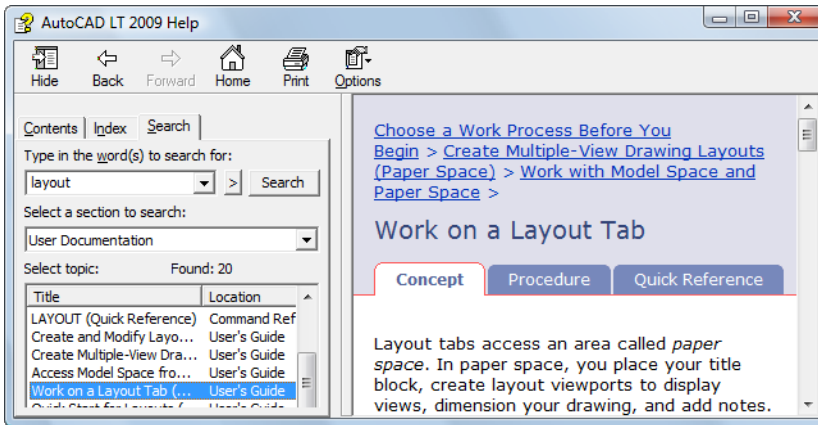 AutoCAD LT 2009 Help
Hide Back Forward Home Print Options
Contents Index Search
Type in the word(s) to search for:
layout > Search
Select a section to search:
User Documentation
Select topic: Found: 20
Title Location
LAYOUT (Quick Reference) Command Ref
Create and Modify Layo... User's Guide
Create Multiple-View Dra... User's Guide
Access Model Space fro... User's Guide
Work on a Layout Tab (... User's Guide
Quick Start for Layouts (... User's Guide
Choose a Work Process Before You
Begin > Create Multiple-View Drawing Layouts
(Paper Space) > Work with Model Space and
Paper Space >
Work on a Layout Tab
Concept Procedure Quick Reference
Layout tabs access an area called paper
space. In paper space, you place your title
block, create layout viewports to display
views, dimension your drawing, and add notes.